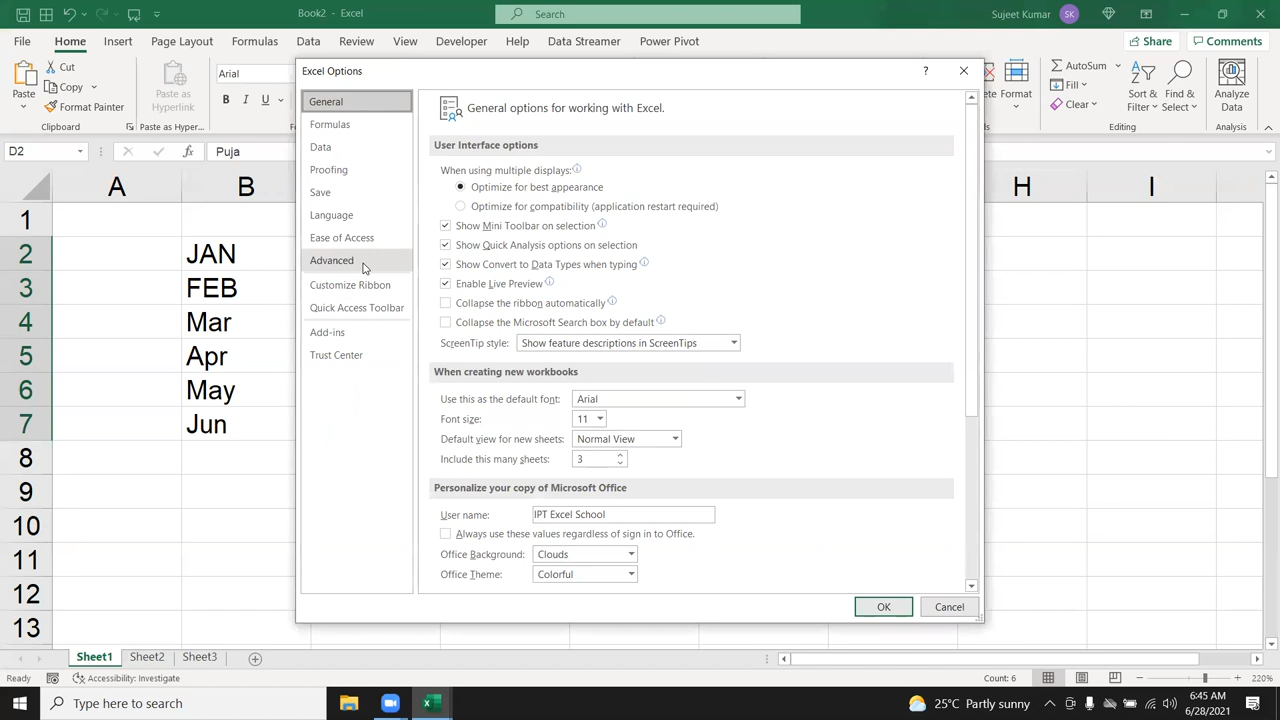 Book2 - Excel
Search
Sujeet Kumar
SK
File
Home
Insert
Page Layout
Formulas
Data
Review
View
Developer
Help
Data Streamer
Power Pivot
Share
Comments
Paste
Cut
Copy
Format Painter
Clipboard
Paste as Hyperlink
Paste as Hyper...
Arial
B I U
Format
AutoSum
Fill
Clear
Sort & Filter
Find & Select
Editing
Analyze Data
Analysis
D2
fx
Puja
A B H I
1
2 JAN
3 FEB
4 Mar
5 Apr
6 May
7 Jun
8
9
10
11
12
13
Excel Options
?
General
Formulas
Data
Proofing
Save
Language
Ease of Access
Advanced
Customize Ribbon
Quick Access Toolbar
Add-ins
Trust Center
General options for working with Excel.
User Interface options
When using multiple displays:
Optimize for best appearance
Optimize for compatibility (application restart required)
Show Mini Toolbar on selection
Show Quick Analysis options on selection
Show Convert to Data Types when typing
Enable Live Preview
Collapse the ribbon automatically
Collapse the Microsoft Search box by default
ScreenTip style: Show feature descriptions in ScreenTips
When creating new workbooks
Use this as the default font: Arial
Font size: 11
Default view for new sheets: Normal View
Include this many sheets: 3
Personalize your copy of Microsoft Office
User name: IPT Excel School
Always use these values regardless of sign in to Office.
Office Background: Clouds
Office Theme: Colorful
OK
Cancel
Sheet1
Sheet2
Sheet3
Ready
Accessibility: Investigate
Count: 6
220%
Type here to search
25°C Partly sunny
6:45 AM
6/28/2021